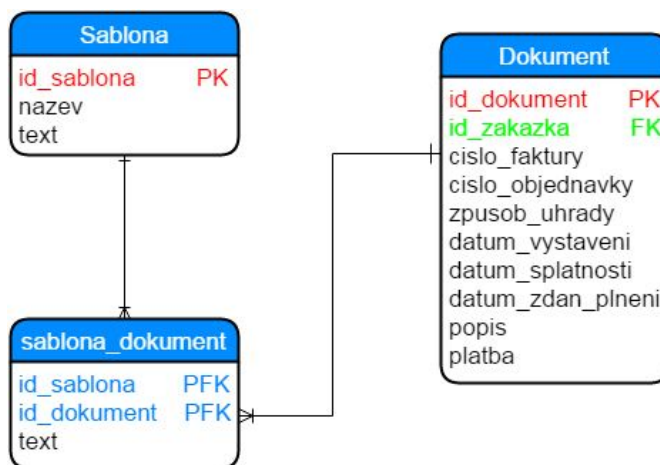 Sablona
id_sablona PK
nazev
text
Dokument
id_dokument PK
id_zakazka FK
cislo_faktury
cislo_objednavky
zpusob_uhrady
datum_vystaveni
datum_splatnosti
datum_zdan_plneni
popis
platba
sablona_dokument
id_sablona PFK
id_dokument PFK
text